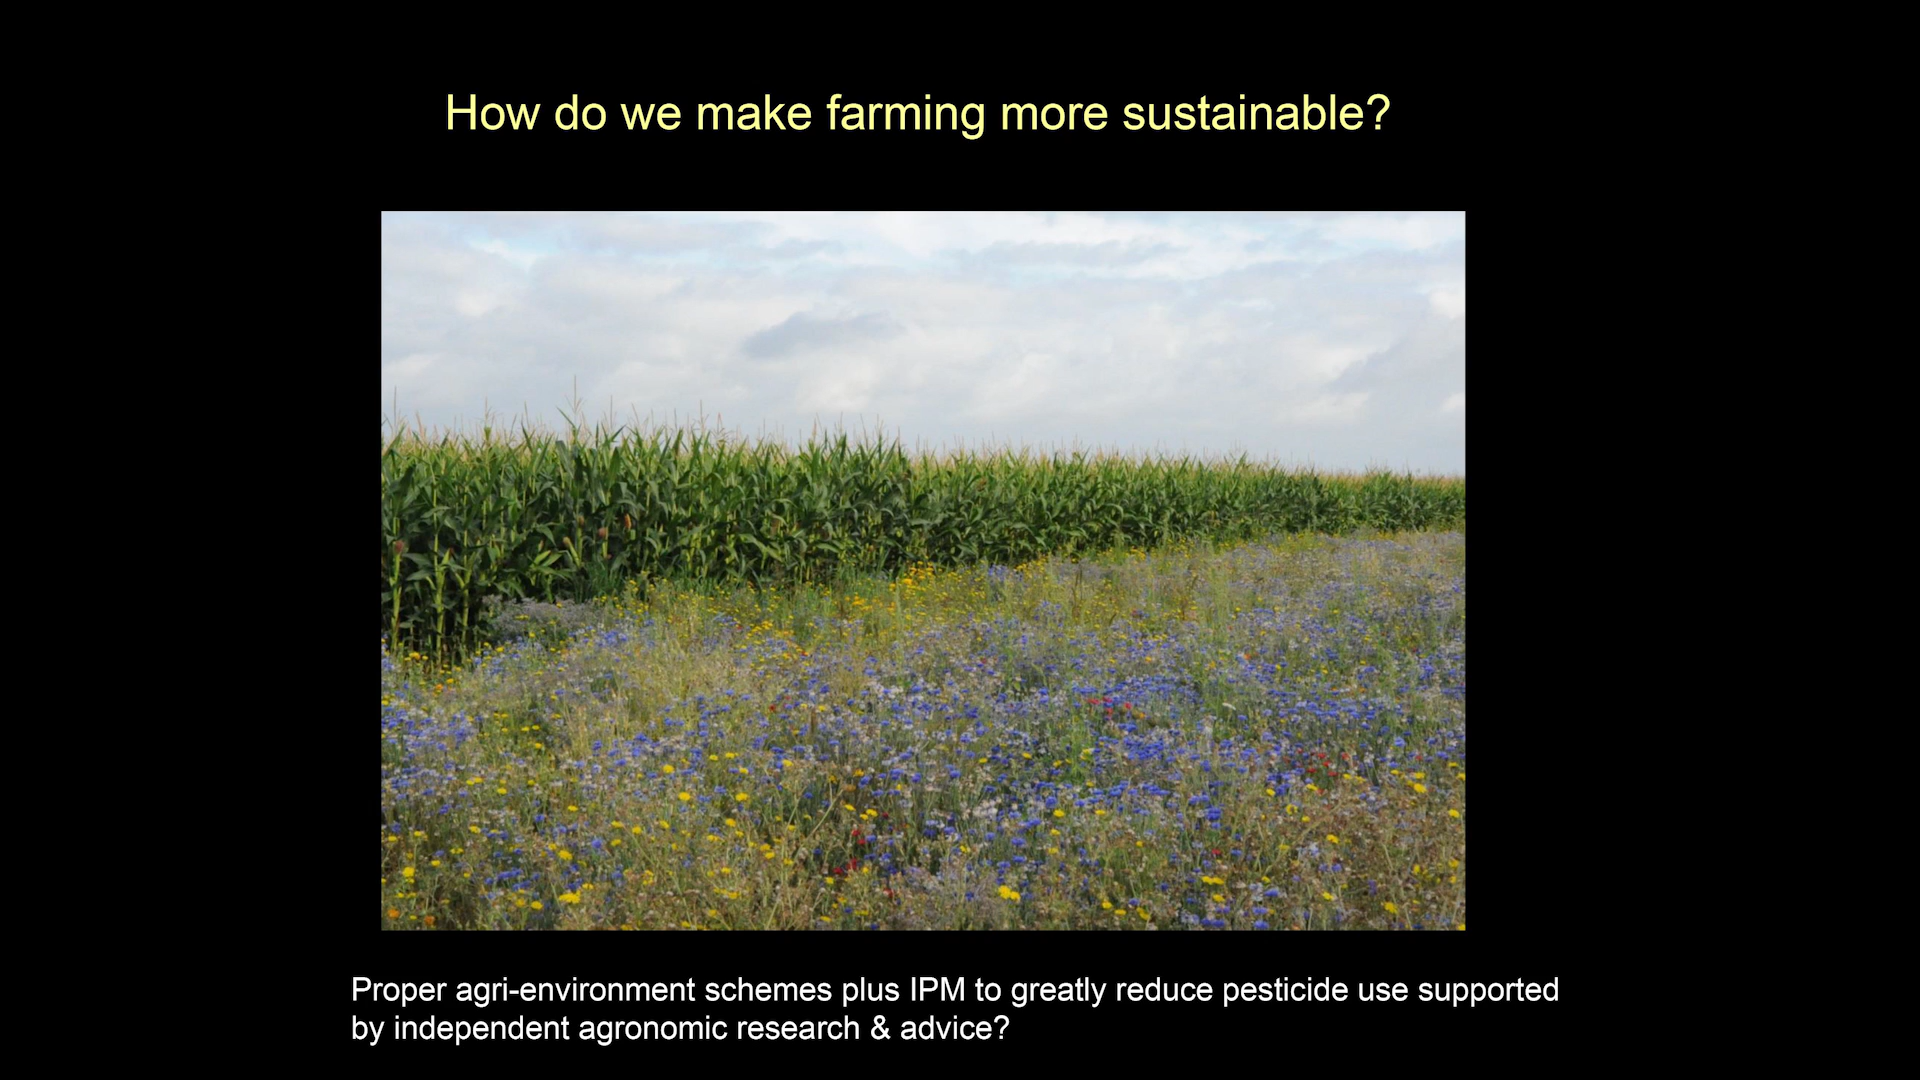 How do we make farming more sustainable?
Proper agri-environment schemes plus IPM to greatly reduce pesticide use supported
by independent agronomic research & advice?